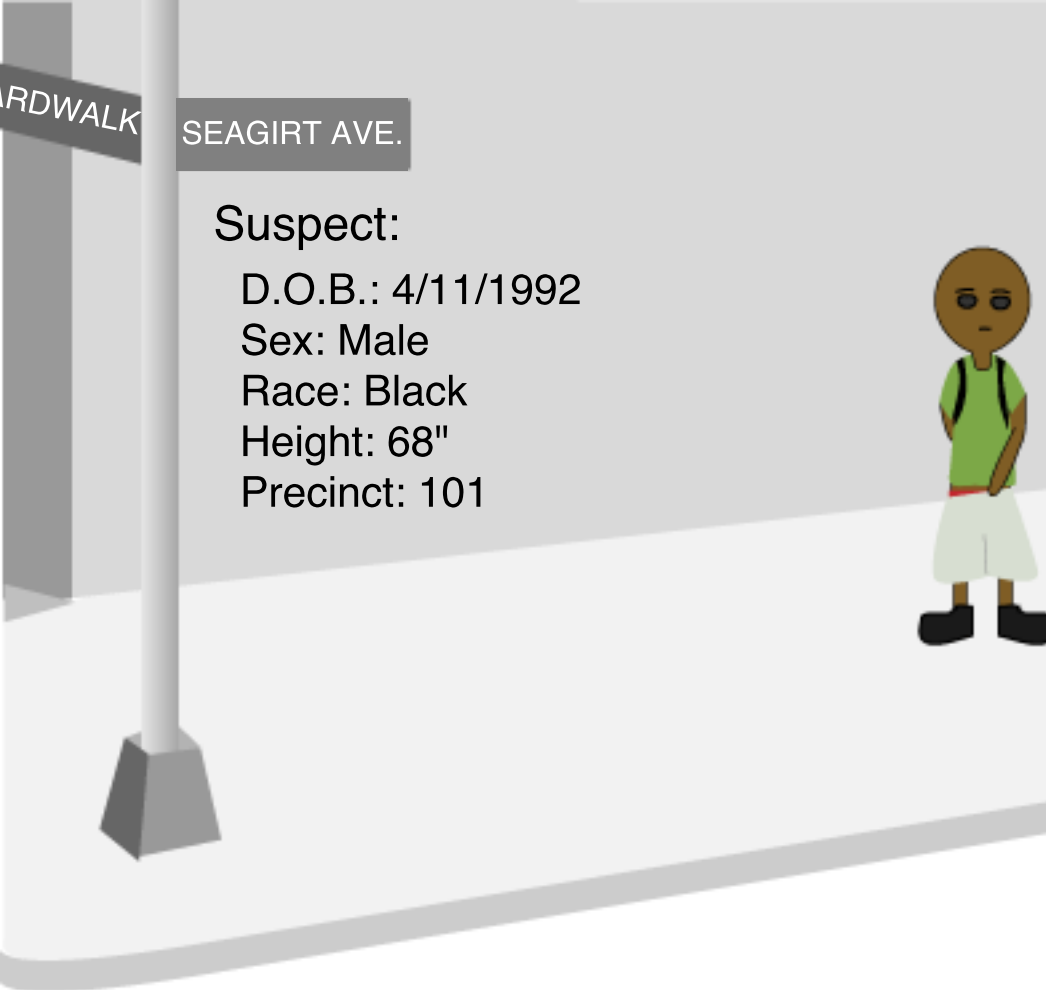 ARDWALK
SEAGIRT AVE.
Suspect:
D.O.B.: 4/11/1992
Sex: Male
Race: Black
Height: 68"
Precinct: 101